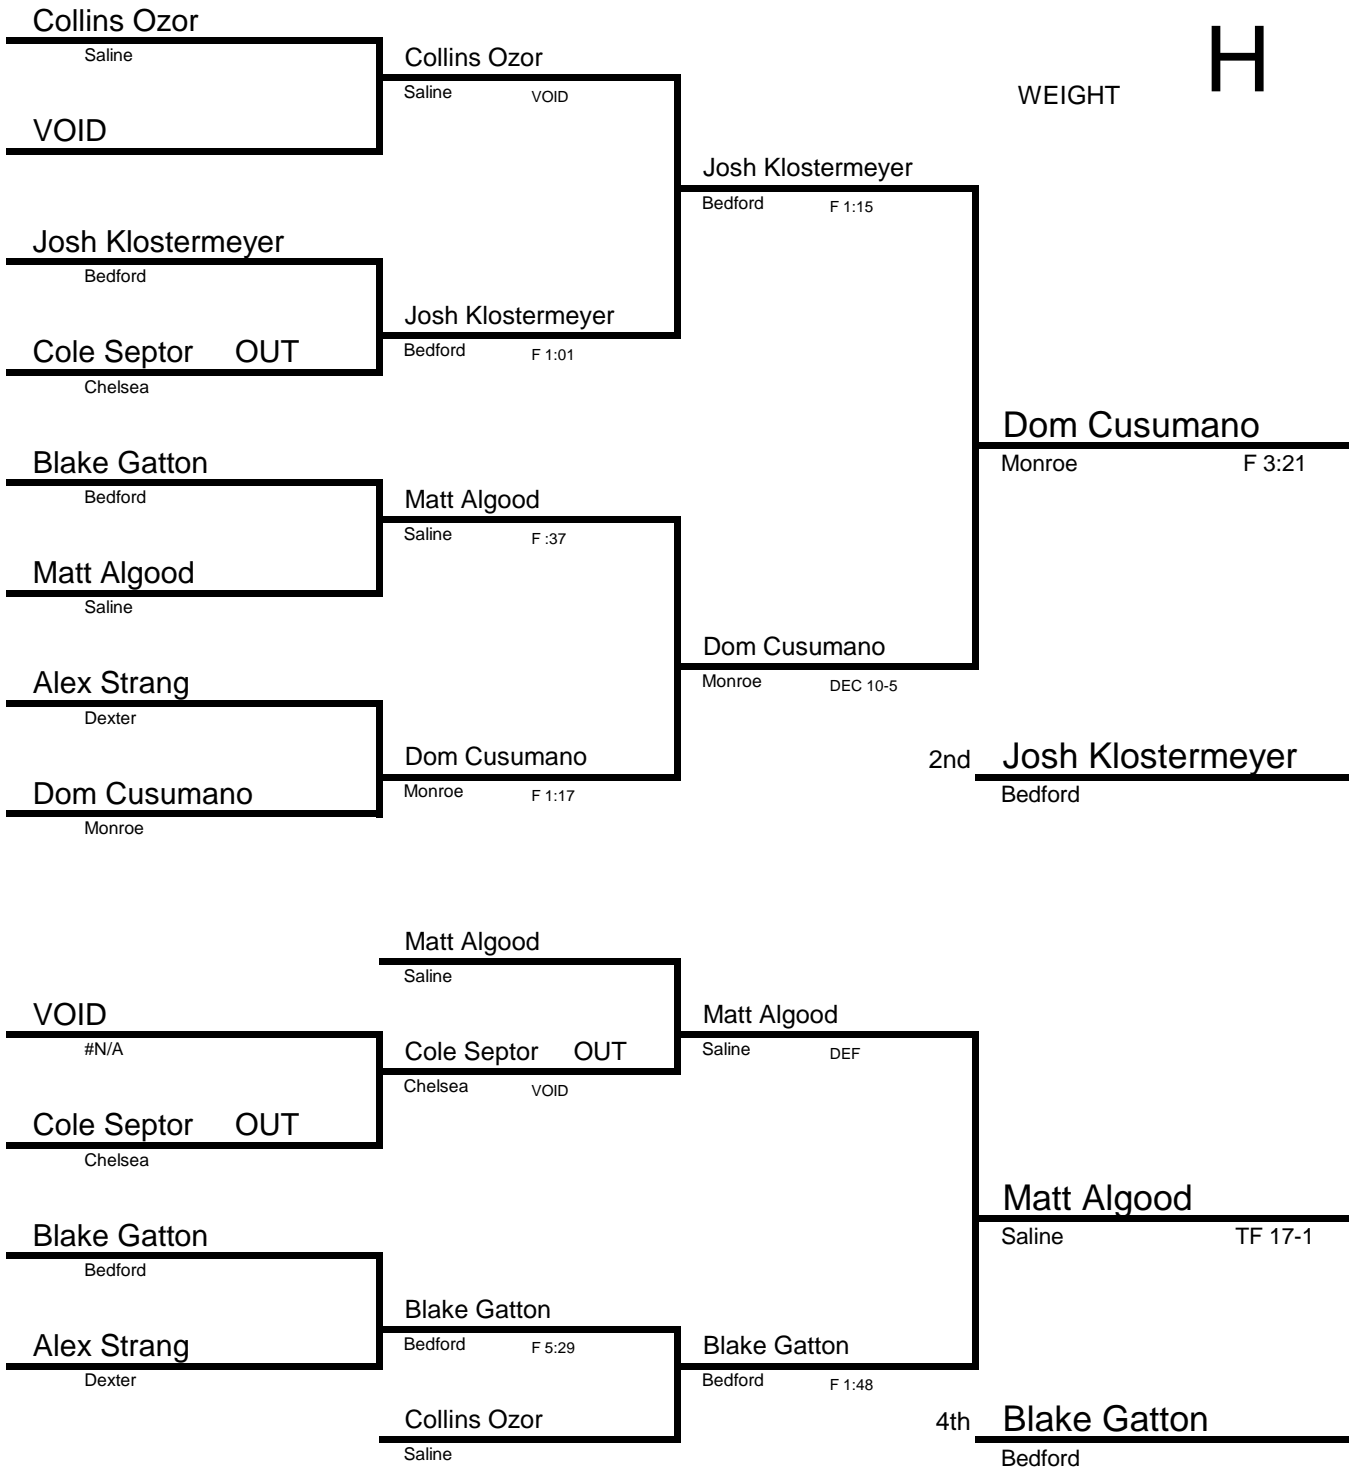 Collins Ozor
Saline
VOID
Josh Klostermeyer
Bedford
Cole Septor OUT
Chelsea
Blake Gatton
Bedford
Matt Algood
Saline
Alex Strang
Dexter
Dom Cusumano
Monroe
Collins Ozor
Saline VOID
Josh Klostermeyer
Bedford F 1:01
Matt Algood
Saline F :37
Dom Cusumano
Monroe F 1:17
Josh Klostermeyer
Bedford F 1:15
Dom Cusumano
Monroe DEC 10-5
WEIGHT H
Dom Cusumano
Monroe F 3:21
2nd Josh Klostermeyer
Bedford
VOID
#N/A
Cole Septor OUT
Chelsea
Blake Gatton
Bedford
Alex Strang
Dexter
Matt Algood
Saline
Cole Septor OUT
Chelsea VOID
Blake Gatton
Bedford F 5:29
Collins Ozor
Saline
Matt Algood
Saline DEF
Blake Gatton
Bedford F 1:48
Matt Algood
Saline TF 17-1
4th Blake Gatton
Bedford